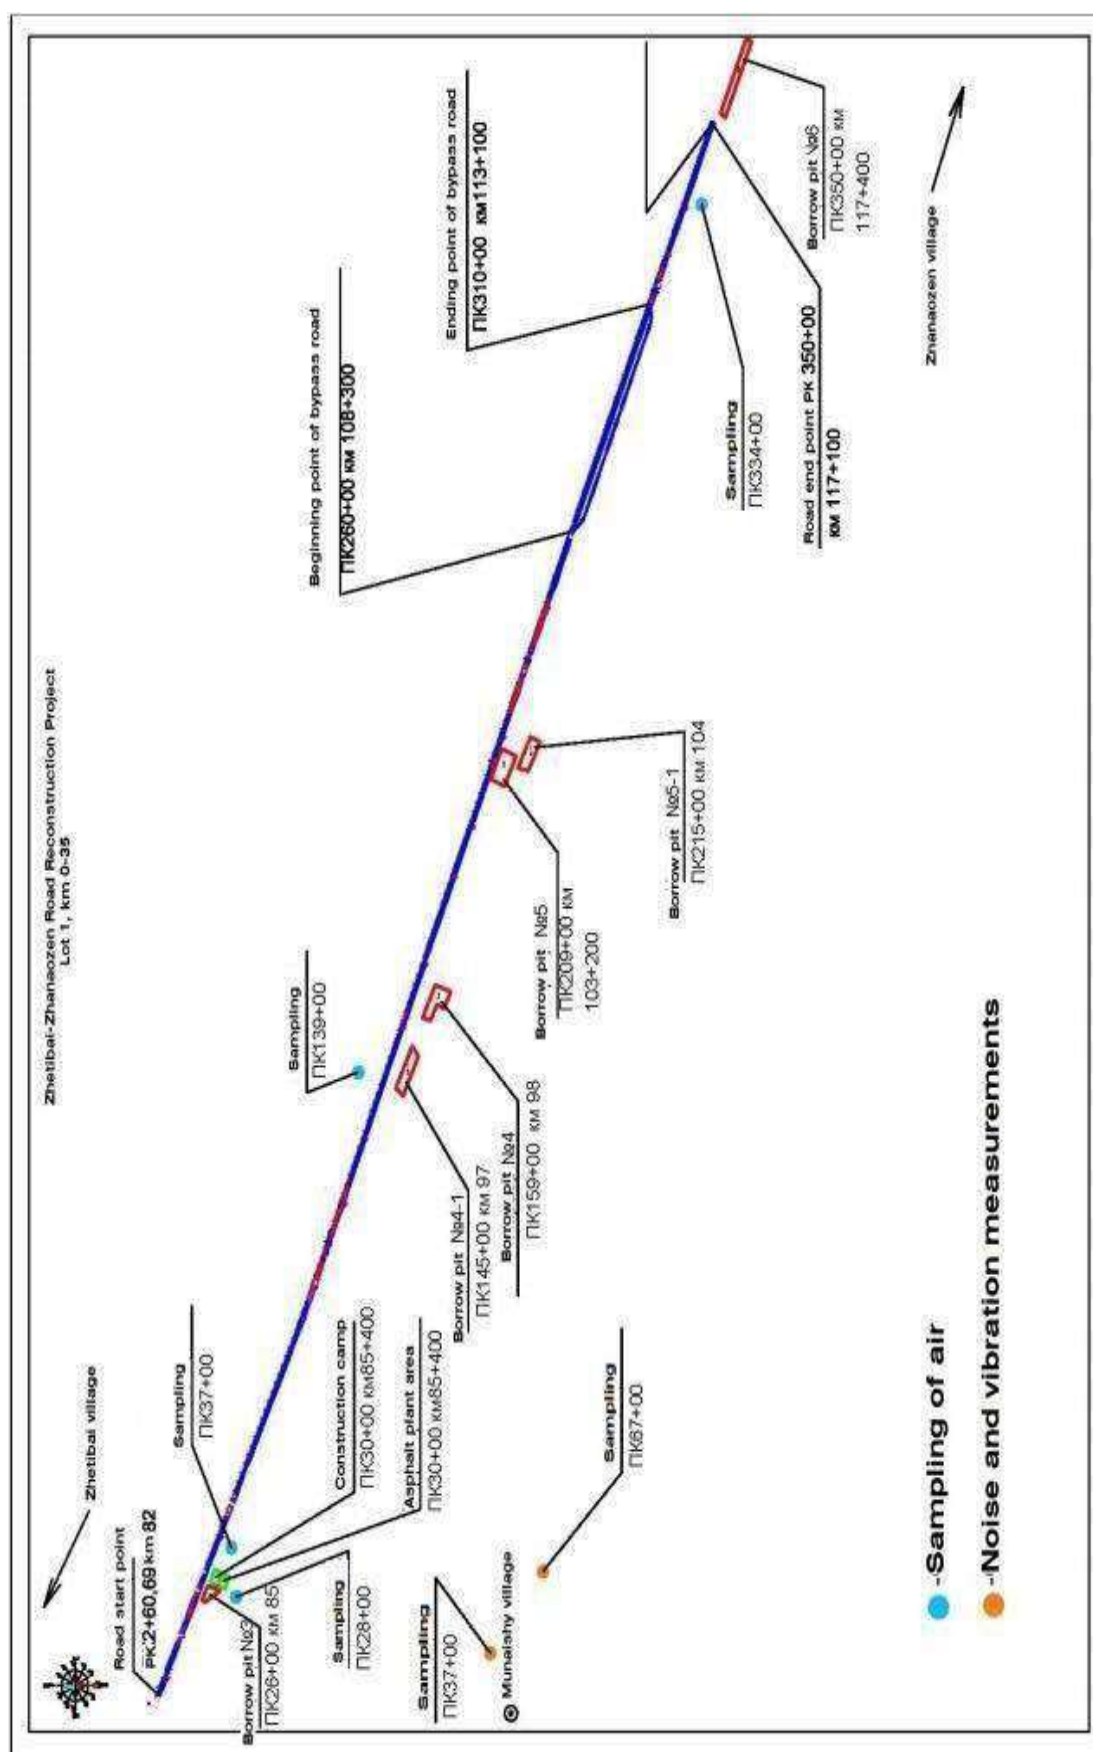 Zhetibai-Zhanaozen Road Reconstruction Project
Lot 1, km 0-35
Zhetibai village
Road start point
PK:2+60,69 km 82
Borrow pit №3
ПК26+00 км 85
Sampling
ПК28+00
Sampling
ПК37+00
Construction camp
ПК30+00 км85+400
Asphalt plant area
ПК30+00 км85+400
Sampling
ПК37+00
Munaishy village
Sampling
ПК67+00
Sampling
ПК139+00
Borrow pit №4-1
ПК145+00 км 97
Borrow pit №4
ПК159+00 км 98
Borrow pit №5
ПК209+00 км
103+200
Borrow pit №5-1
ПК215+00 км 104
Beginning point of bypass road
ПК260+00 км 108+300
Ending point of bypass road
ПК310+00 км113+100
Sampling
ПК334+00
Road end point PK 350+00
км 117+100
Borrow pit №6
ПК350+00 км
117+400
Znanaozen village
-Sampling of air
-Noise and vibration measurements